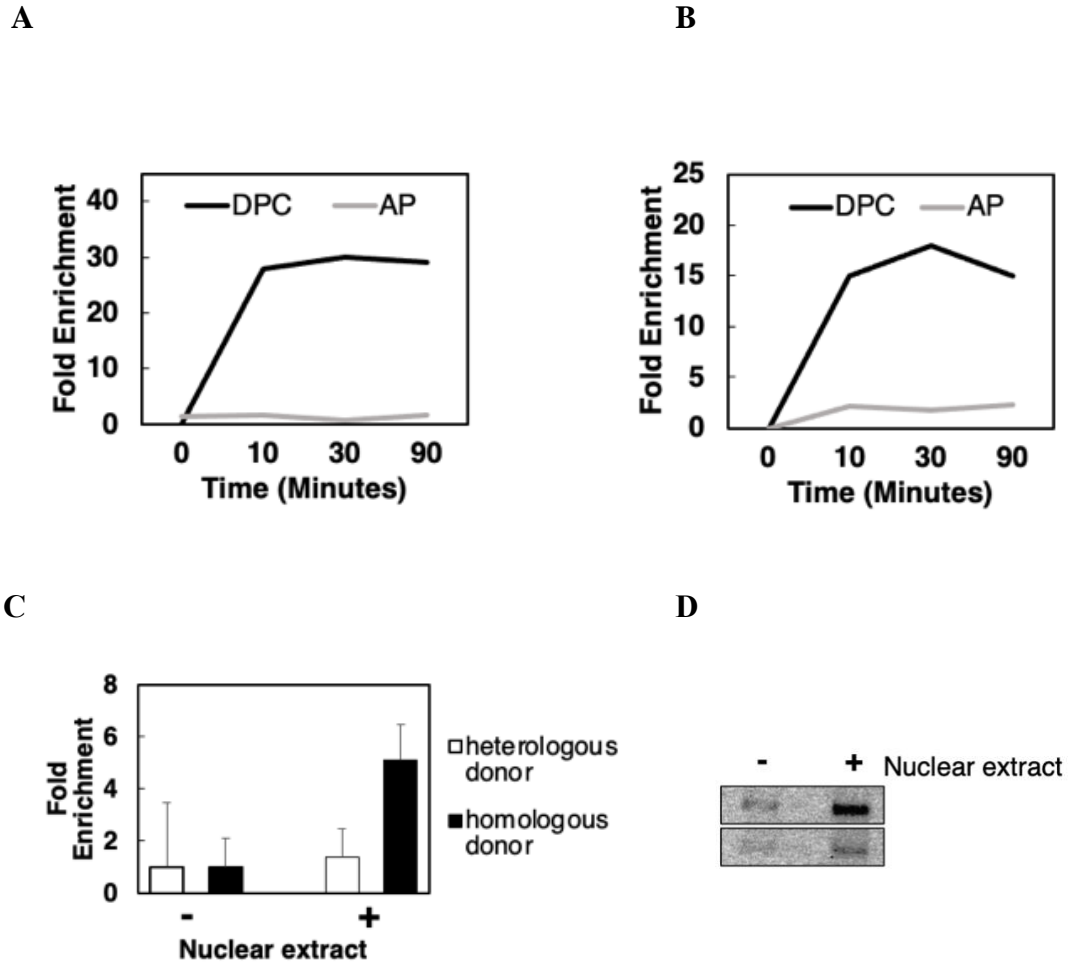 A
B
Fold Enrichment
40
30
20
10
0
DPC
AP
0
10
30
90
Time (Minutes)
Fold Enrichment
25
20
15
10
5
0
DPC
AP
0
10
30
90
Time (Minutes)
C
D
Fold
Enrichment
8
6
4
2
0
heterologous
donor
homologous
donor
-
+
Nuclear extract
- + Nuclear extract